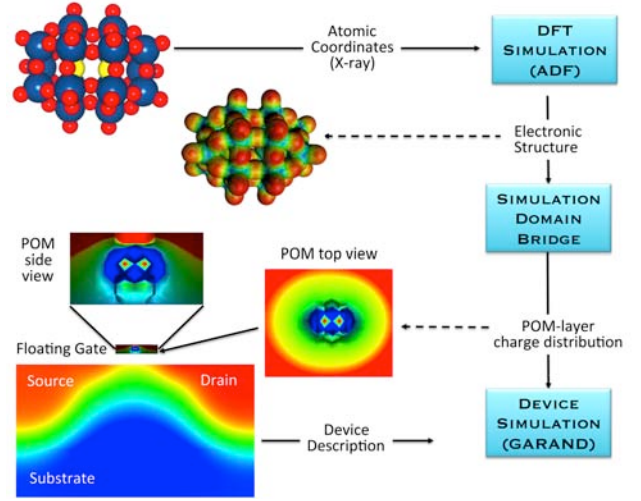 Atomic
Coordinates
(X-ray)
DFT
SIMULATION
(ADF)
Electronic
Structure
SIMULATION
DOMAIN
BRIDGE
POM
side
view
POM top view
POM-layer
charge distribution
Floating Gate
Source
Drain
Substrate
Device
Description
DEVICE
SIMULATION
(GARAND)